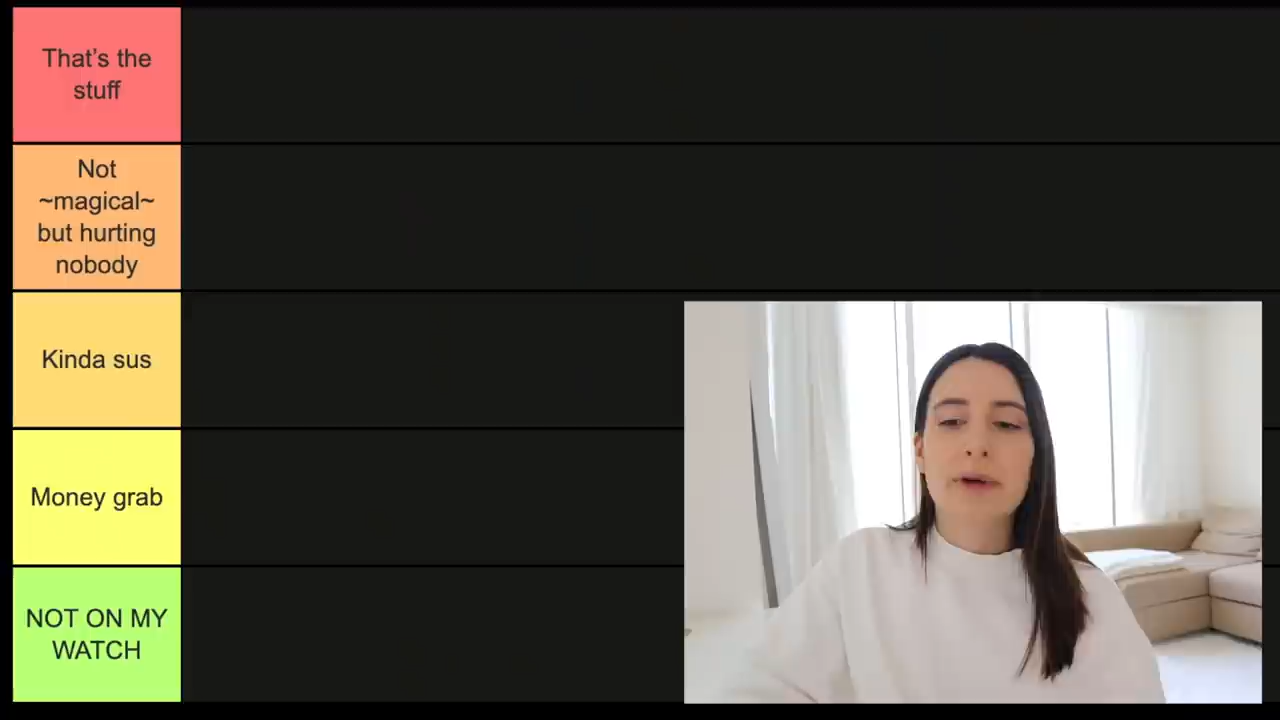 That’s the
stuff
Not
~magical~
but hurting
nobody
Kinda sus
Money grab
NOT ON MY
WATCH